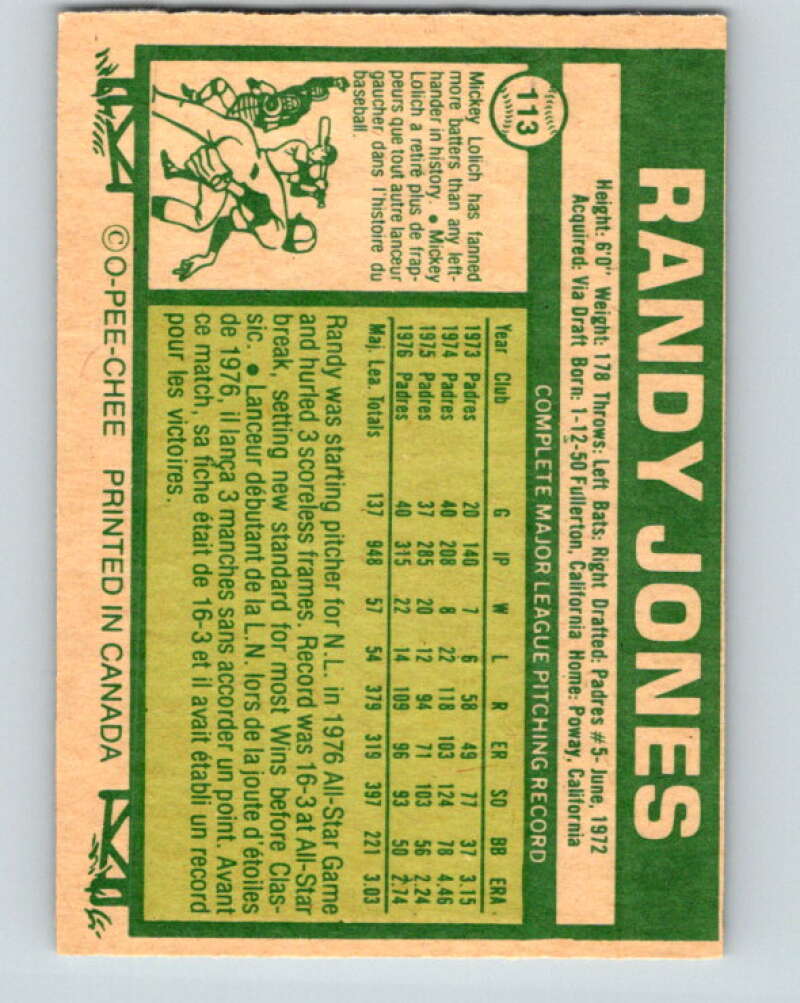 RANDY JONES
Height: 6'0" Weight: 178 Throws: Left Bats: Right Drafted: Padres #5- June, 1972
Acquired: Via Draft Born: 1-12-50 Fullerton, California Home: Poway, California
113
Mickey Lolich has fanned
more batters than any left-
hander in history. ● Mickey
Lolich a retiré plus de frap-
peurs que tout autre lanceur
gaucher dans l'histoire du
baseball.
COMPLETE MAJOR LEAGUE PITCHING RECORD
Year Club G IP W L R ER SO BB ERA
1973 Padres 20 140 7 6 58 49 77 37 3.15
1974 Padres 40 208 8 22 118 103 124 78 4.46
1975 Padres 37 285 20 12 94 71 103 56 2.24
1976 Padres 40 315 22 14 109 96 93 50 2.74
Maj. Lea. Totals 137 948 57 54 379 319 397 221 3.03
Randy was starting pitcher for N.L. in 1976 All-Star Game
and hurled 3 scoreless frames. Record was 16-3 at All-Star
break, setting new standard for most Wins before Clas-
sic. ● Lanceur débutant de la L.N. lors de la joute d'étoiles
de 1976, il lança 3 manches sans accorder un point. Avant
ce match, sa fiche était de 16-3 et il avait établi un record
pour les victoires.
©O-PEE-CHEE PRINTED IN CANADA